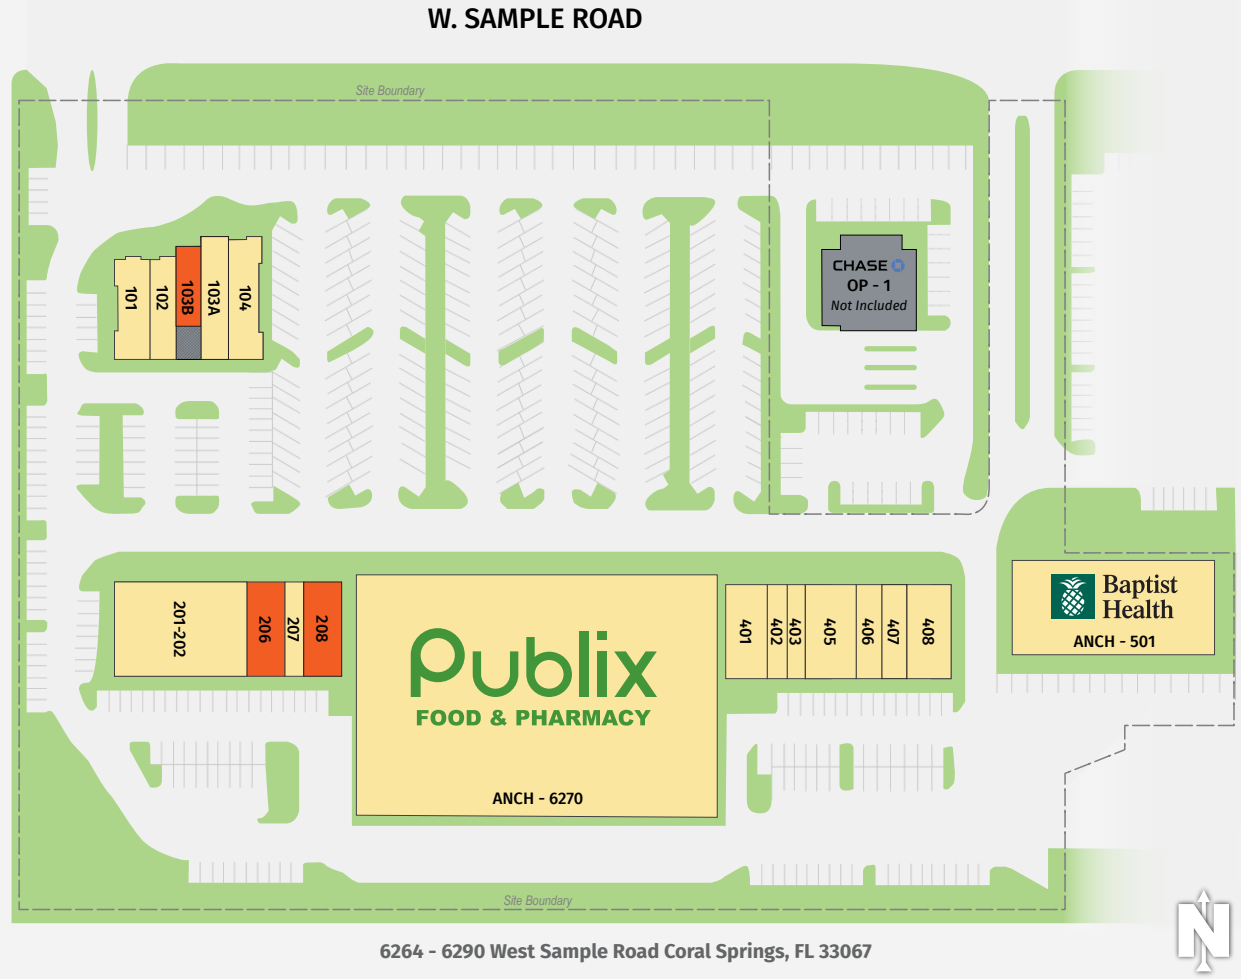 W. SAMPLE ROAD
Site Boundary
CHASE
OP - 1
Not Included
101
102
103B
103A
104
201-202
206
207
208
Publix
FOOD & PHARMACY
ANCH - 6270
401
402
403
405
406
407
408
Baptist
Health
ANCH - 501
Site Boundary
6264 - 6290 West Sample Road Coral Springs, FL 33067
N